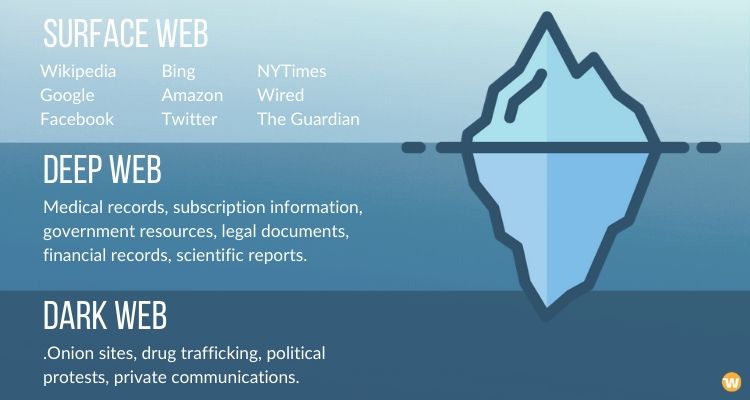 SURFACE WEB
Wikipedia Bing NYTimes
Google Amazon Wired
Facebook Twitter The Guardian
DEEP WEB
Medical records, subscription information,
government resources, legal documents,
financial records, scientific reports.
DARK WEB
.Onion sites, drug trafficking, political
protests, private communications.
W